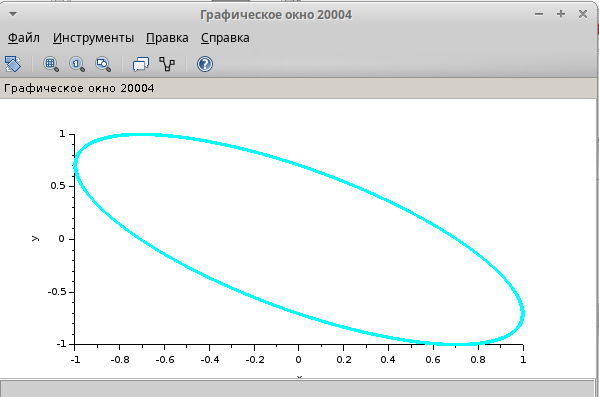 Графическое окно 20004
Файл Инструменты Правка Справка
Графическое окно 20004
1
0.5
0
-0.5
-1
y
-1 -0.8 -0.6 -0.4 -0.2 0 0.2 0.4 0.6 0.8 1